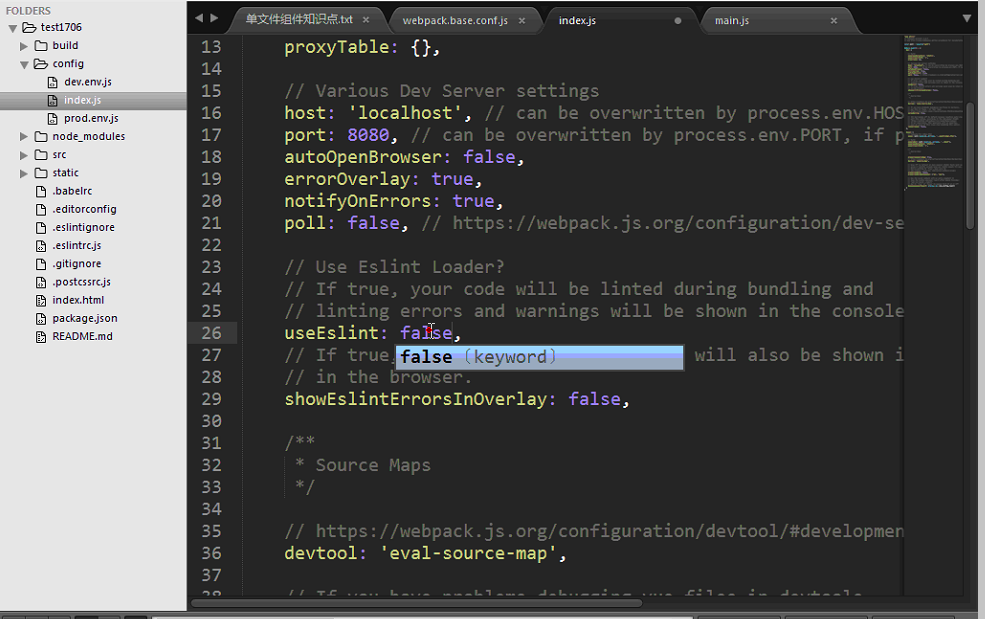 FOLDERS
test1706
build
config
dev.env.js
index.js
prod.env.js
node_modules
src
static
.babelrc
.editorconfig
.eslintignore
.eslintrc.js
.gitignore
.postcssrc.js
index.html
package.json
README.md
单文件组件知识点.txt × webpack.base.conf.js × index.js main.js ×
13 proxyTable: {},
14
15 // Various Dev Server settings
16 host: 'localhost', // can be overwritten by process.env.HOS
17 port: 8080, // can be overwritten by process.env.PORT, if p
18 autoOpenBrowser: false,
19 errorOverlay: true,
20 notifyOnErrors: true,
21 poll: false, // https://webpack.js.org/configuration/dev-se
22
23 // Use Eslint Loader?
24 // If true, your code will be linted during bundling and
25 // linting errors and warnings will be shown in the console
26 useEslint: false,
27 // If true, will also be shown i
false (keyword)
28 // in the browser.
29 showEslintErrorsInOverlay: false,
30
31 /**
32 * Source Maps
33 */
34
35 // https://webpack.js.org/configuration/devtool/#developmen
36 devtool: 'eval-source-map',
37
38 // If you have problems debugging vue-files in devtools